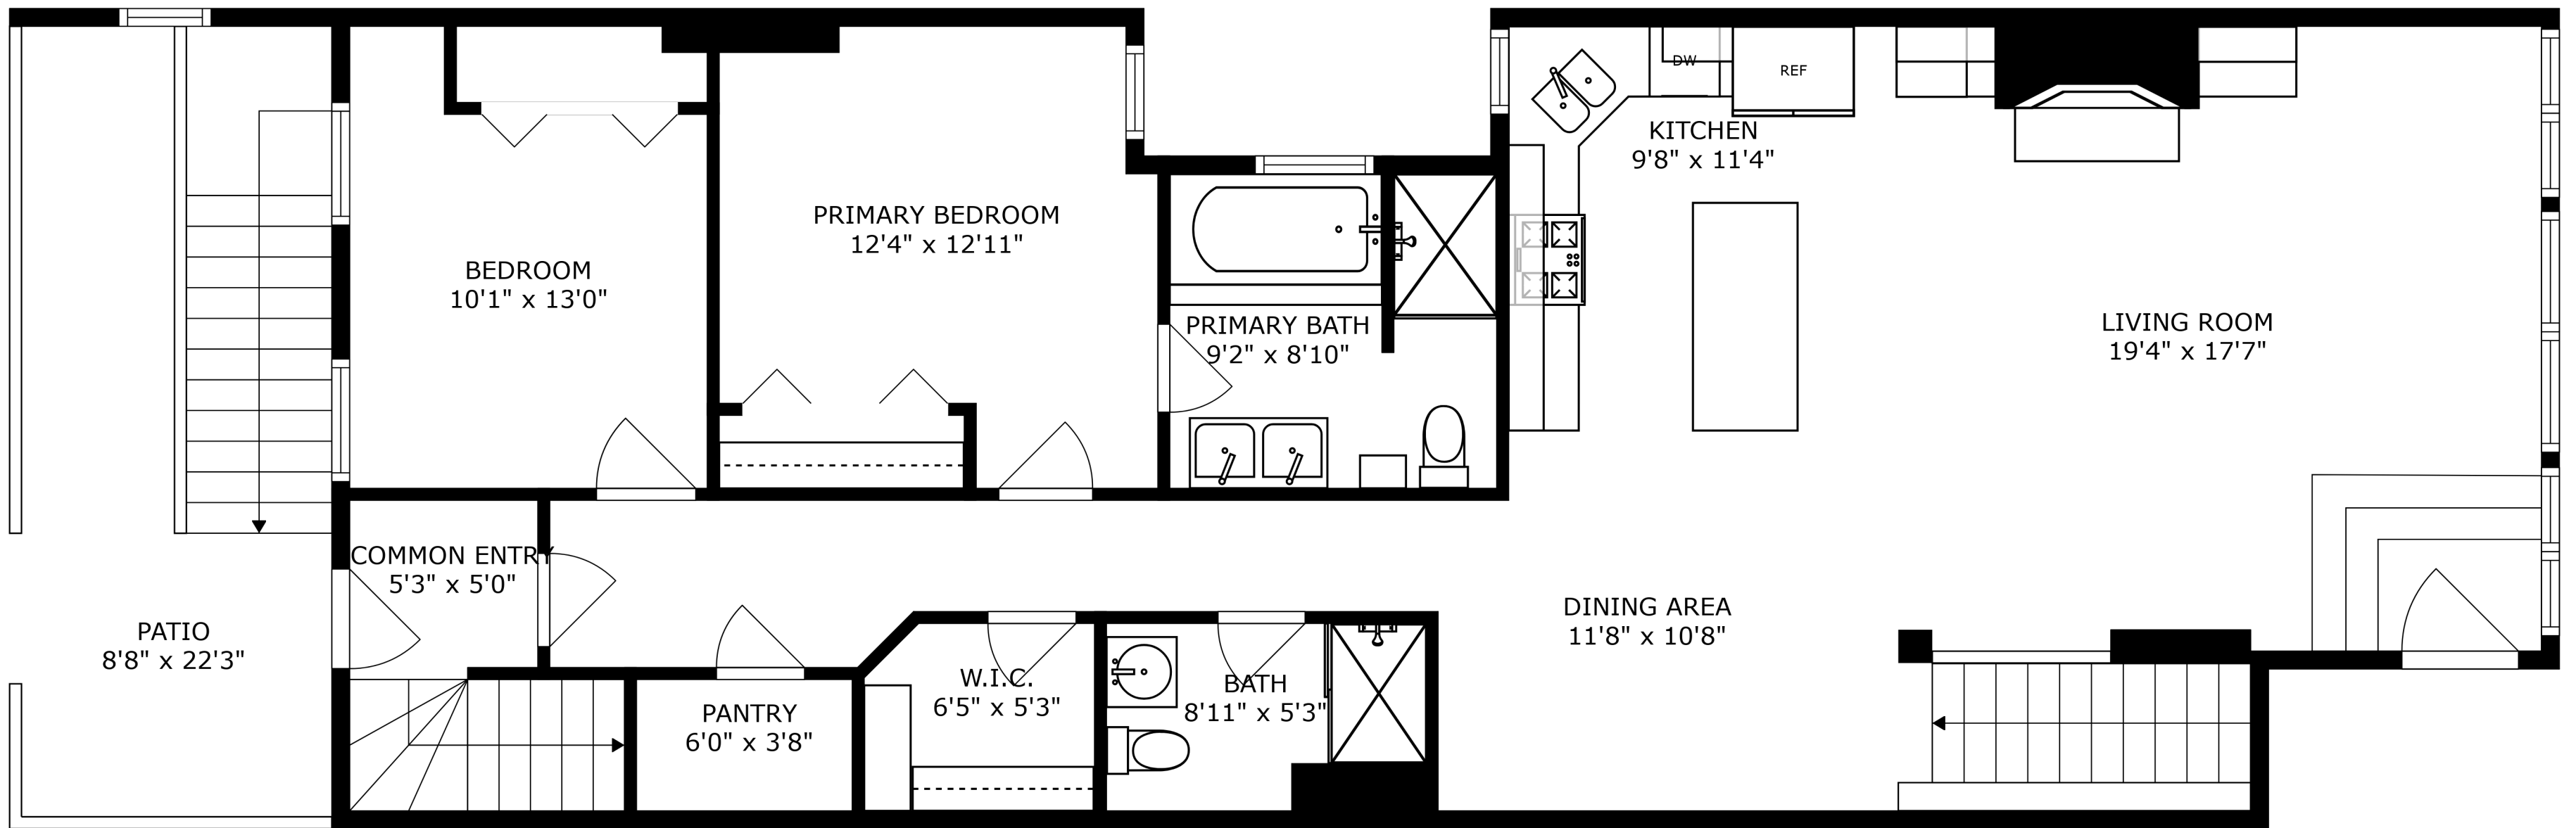 DW
REF
KITCHEN
9'8" x 11'4"
PRIMARY BEDROOM
12'4" x 12'11"
BEDROOM
10'1" x 13'0"
PRIMARY BATH
9'2" x 8'10"
LIVING ROOM
19'4" x 17'7"
COMMON ENTRY
5'3" x 5'0"
DINING AREA
11'8" x 10'8"
PATIO
8'8" x 22'3"
W.I.C.
6'5" x 5'3"
BATH
8'11" x 5'3"
PANTRY
6'0" x 3'8"